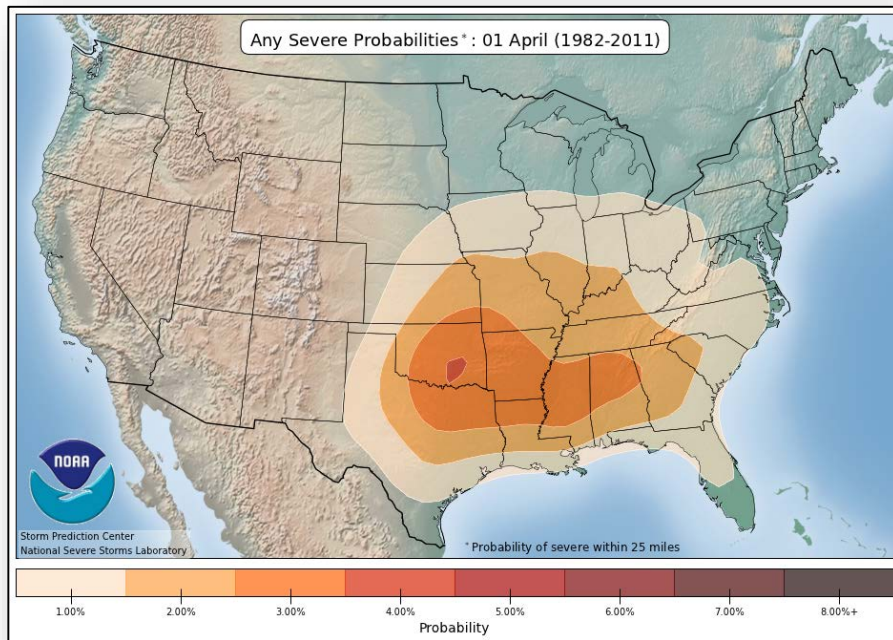 Any Severe Probabilities*: 01 April (1982-2011)
NOAA
Storm Prediction Center
National Severe Storms Laboratory
*Probability of severe within 25 miles
1.00% 2.00% 3.00% 4.00% 5.00% 6.00% 7.00% 8.00%+
Probability